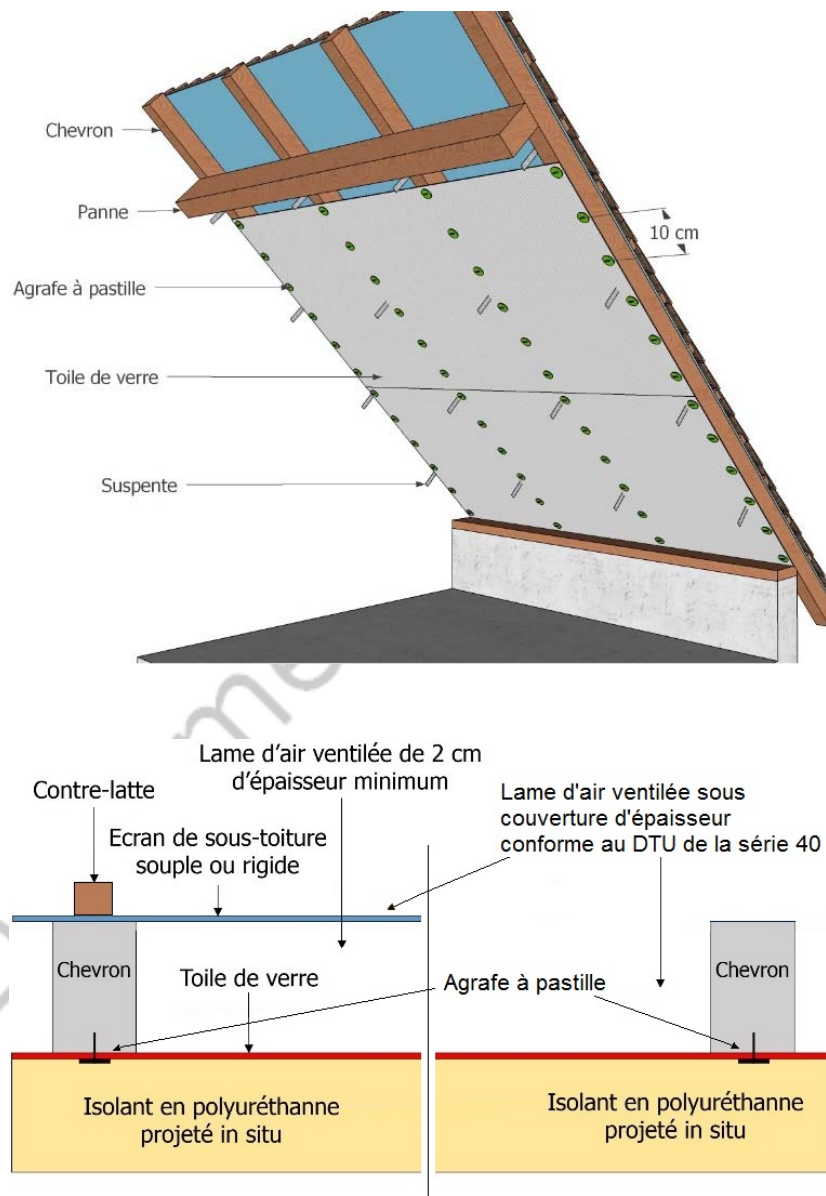 Chevron
Panne
10 cm
Agrafe à pastille
Toile de verre
Suspente
Lame d'air ventilée de 2 cm
d'épaisseur minimum
Contre-latte
Ecran de sous-toiture
souple ou rigide
Lame d'air ventilée sous
couverture d'épaisseur
conforme au DTU de la série 40
Chevron
Toile de verre
Agrafe à pastille
Chevron
Isolant en polyuréthanne
projeté in situ
Isolant en polyuréthanne
projeté in situ